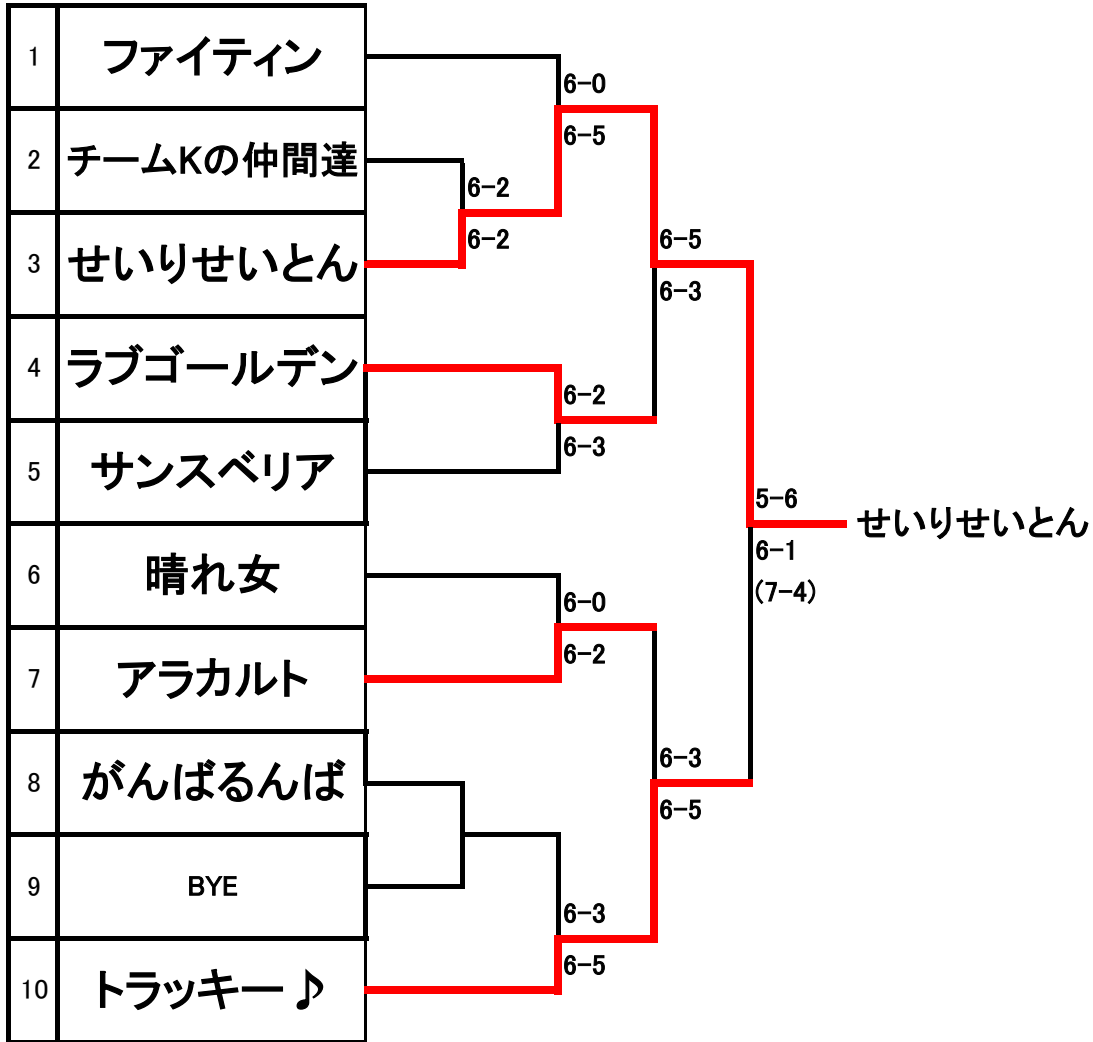 1 ファイティン
6-0
2 チームKの仲間達
6-5
6-2
3 せいりせいとん
6-2
6-5
6-3
4 ラブゴールデン
6-2
5 サンスベリア
6-3
5-6
せいりせいとん
6-1
(7-4)
6 晴れ女
6-0
7 アラカルト
6-2
8 がんばるんば
6-3
6-5
9 BYE
6-3
10 トラッキー♪
6-5